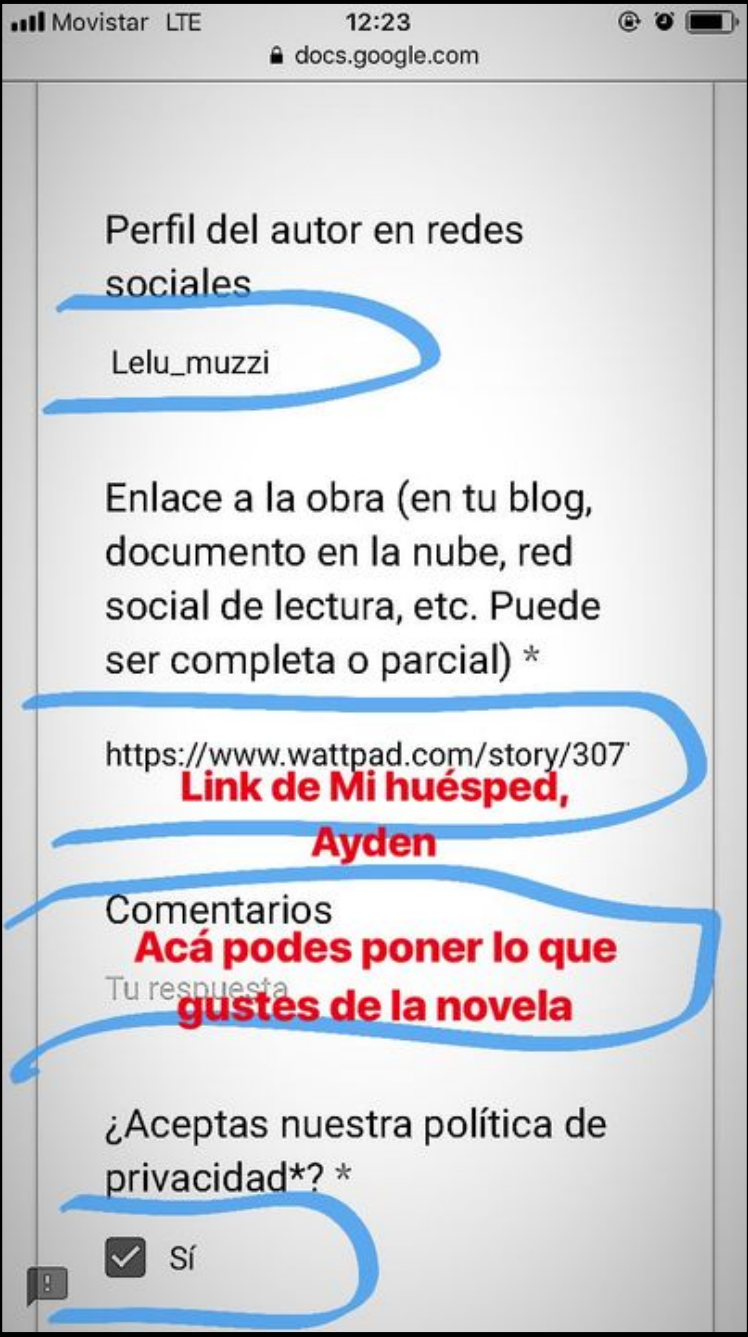 Movistar LTE 12:23
docs.google.com
Perfil del autor en redes
sociales
Lelu_muzzi
Enlace a la obra (en tu blog,
documento en la nube, red
social de lectura, etc. Puede
ser completa o parcial) *
https://www.wattpad.com/story/307
Link de Mi huésped,
Ayden
Comentarios
Acá podes poner lo que
Tu respuesta
gustes de la novela
¿Aceptas nuestra política de
privacidad*? *
Sí